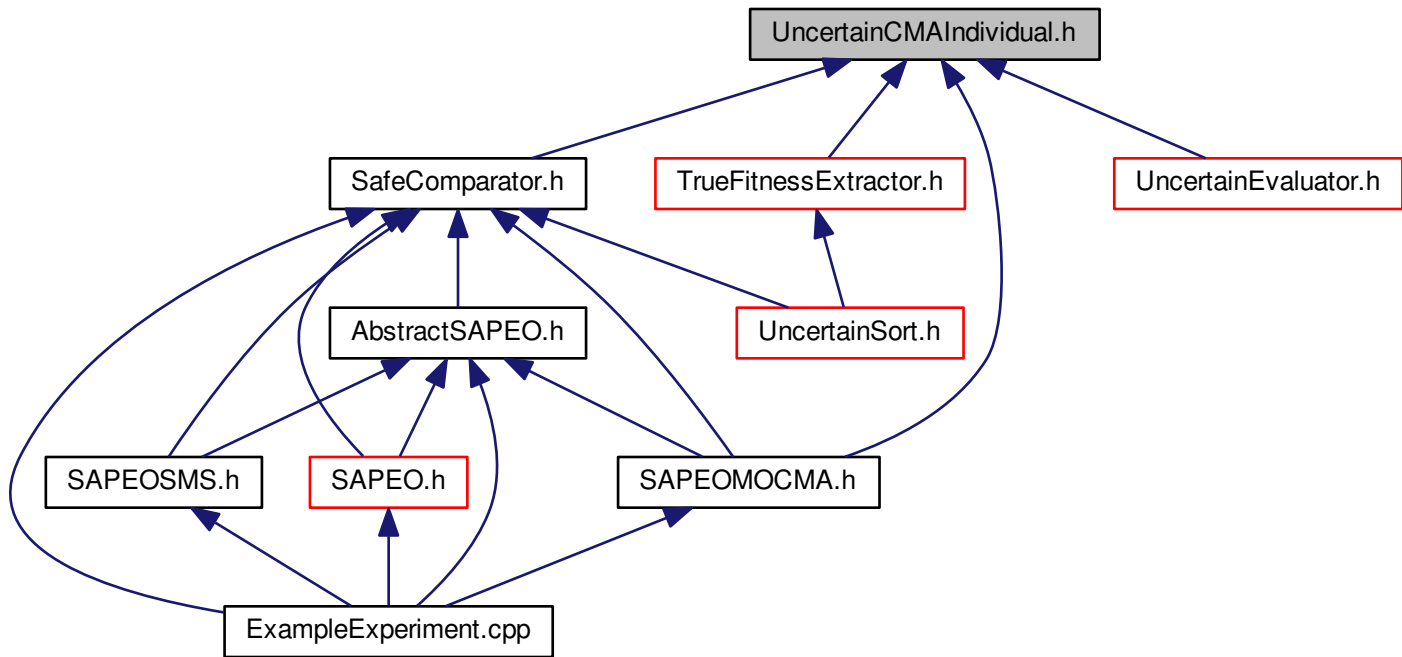 UncertainCMAIndividual.h
SafeComparator.h
TrueFitnessExtractor.h
UncertainEvaluator.h
AbstractSAPEO.h
UncertainSort.h
SAPEOSMS.h
SAPEO.h
SAPEOMOCMA.h
ExampleExperiment.cpp